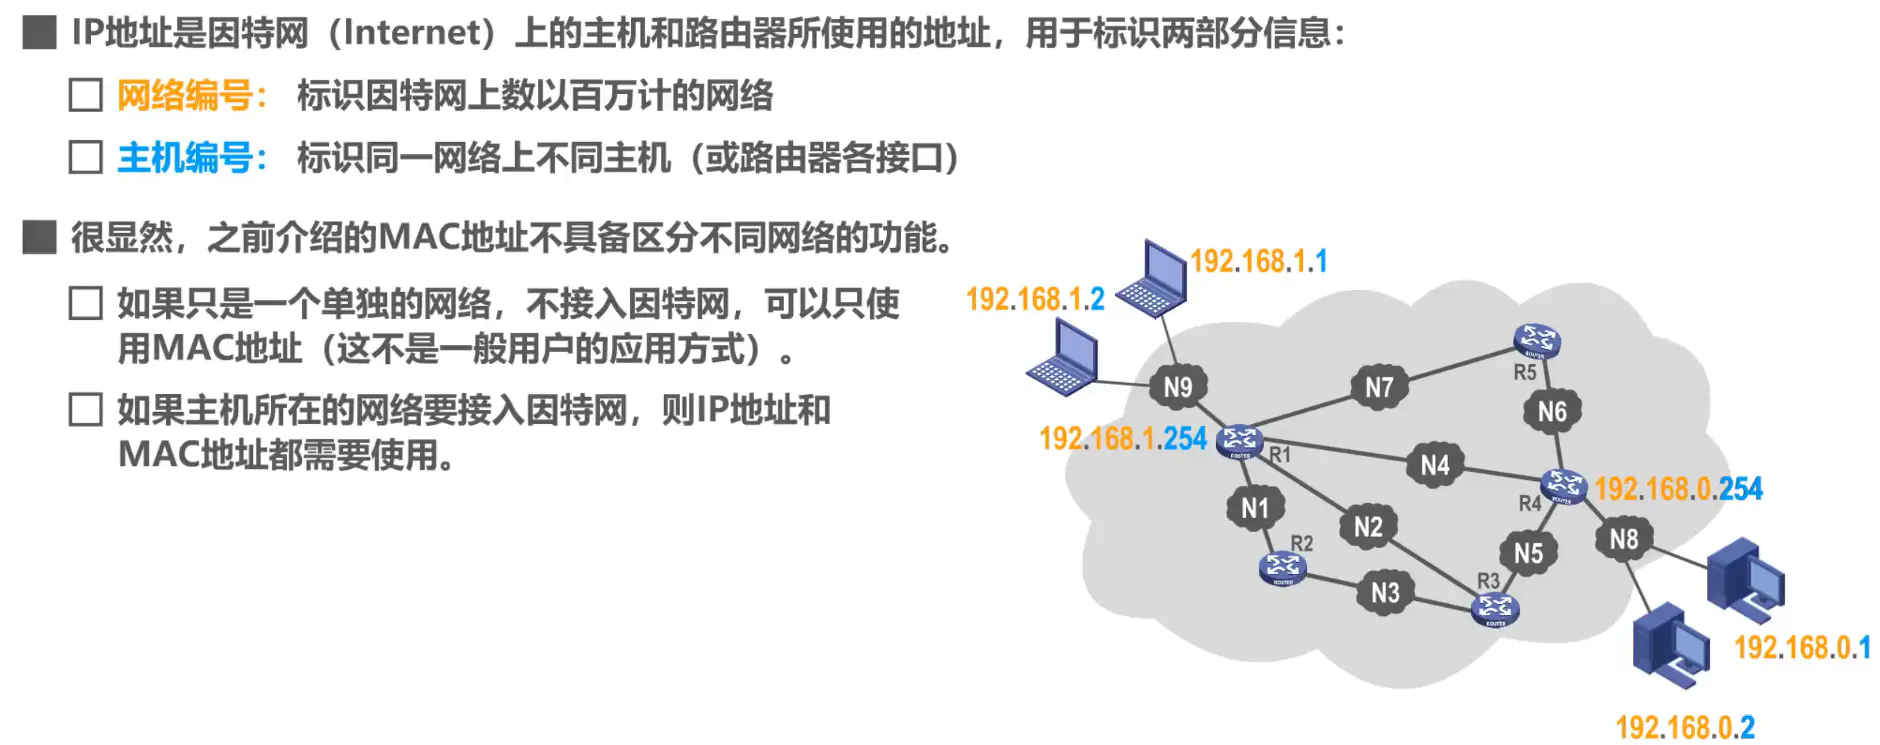 IP地址是因特网（Internet）上的主机和路由器所使用的地址，用于标识两部分信息：
网络编号： 标识因特网上数以百万计的网络
主机编号： 标识同一网络上不同主机（或路由器各接口）
很显然，之前介绍的MAC地址不具备区分不同网络的功能。
如果只是一个单独的网络，不接入因特网，可以只使
用MAC地址（这不是一般用户的应用方式）。
如果主机所在的网络要接入因特网，则IP地址和
MAC地址都需要使用。
192.168.1.1
192.168.1.2
N9
N7
ROUTER
R5
N6
192.168.1.254
ROUTER
R1
N4
R4
ROUTER
192.168.0.254
N1
N2
N5
N8
R2
ROUTER
N3
R3
ROUTER
192.168.0.1
192.168.0.2